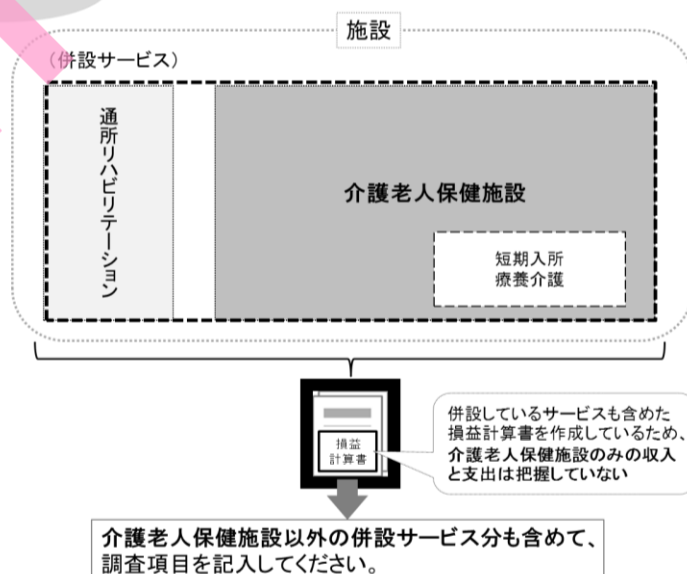 施設
（併設サービス）
通所リハビリテーション
介護老人保健施設
短期入所
療養介護
損益
計算書
併設しているサービスも含めた
損益計算書を作成しているため、
介護老人保健施設のみの収入
と支出は把握していない
介護老人保健施設以外の併設サービス分も含めて、
調査項目を記入してください。